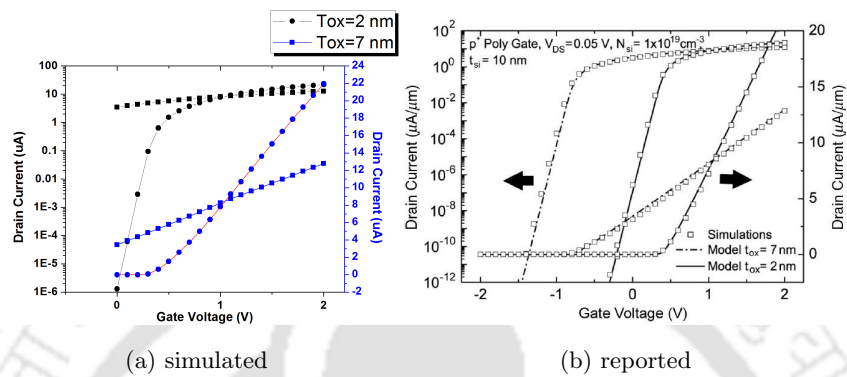 Tox=2 nm
Tox=7 nm
100
10
1
0.1
0.01
1E-3
1E-4
1E-5
1E-6
Drain Current (uA)
22
20
18
16
14
12
10
8
6
4
2
0
-2
Drain Current (uA)
0 1 2
Gate Voltage (V)
(a) simulated
p+ Poly Gate, VDS=0.05 V, Nsi= 1x10^19cm^-3
tsi= 10 nm
10^2
10^0
10^-2
10^-4
10^-6
10^-8
10^-10
10^-12
Drain Current (μA/μm)
20
15
10
5
0
Drain Current (μA/μm)
Simulations
Model tox= 7 nm
Model tox= 2 nm
-2 -1 0 1 2
Gate Voltage (V)
(b) reported